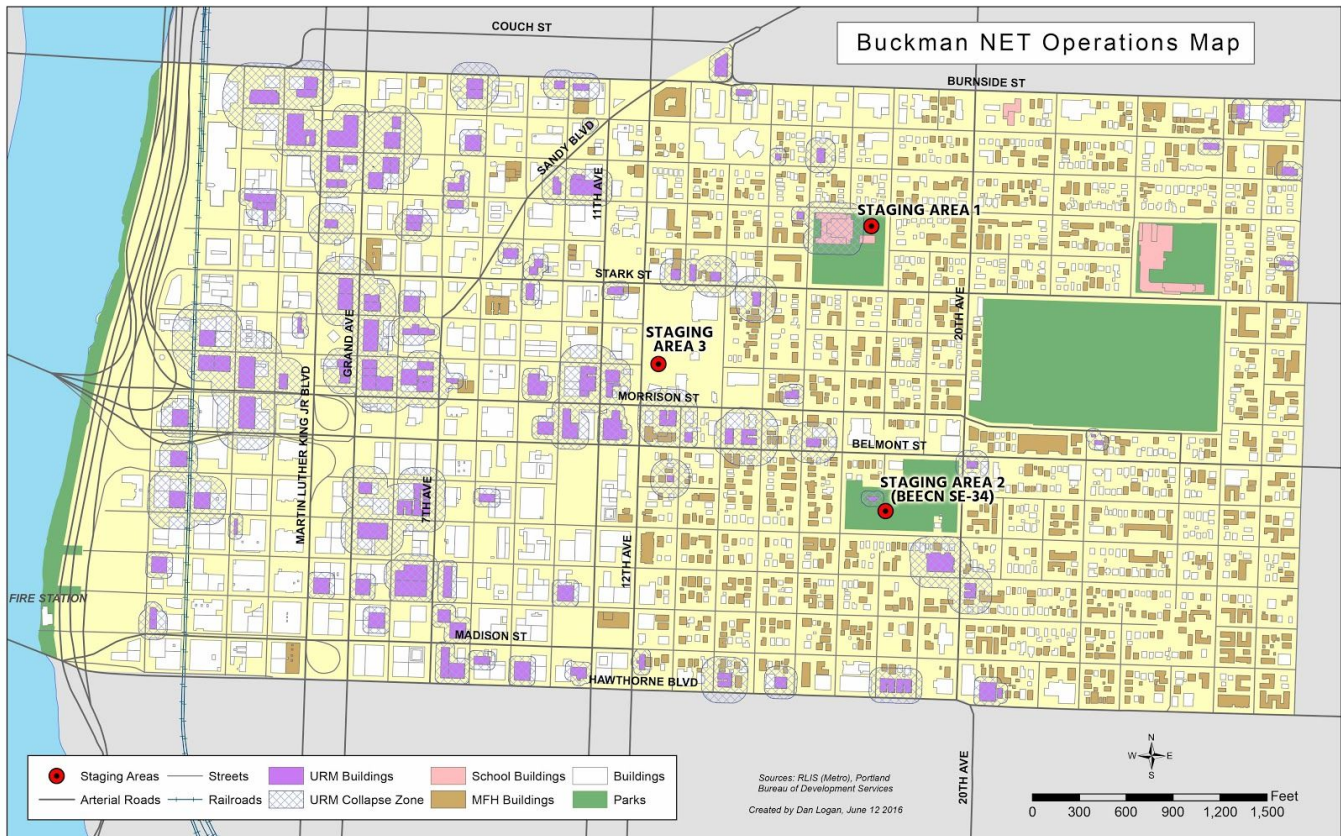 Buckman NET Operations Map
COUCH ST
BURNSIDE ST
SANDY BLVD
11TH AVE
STAGING AREA 1
STARK ST
20TH AVE
GRAND AVE
STAGING
AREA 3
MARTIN LUTHER KING JR BLVD
MORRISON ST
BELMONT ST
7TH AVE
STAGING AREA 2
(BEECN SE-34)
12TH AVE
FIRE STATION
MADISON ST
HAWTHORNE BLVD
20TH AVE
Staging Areas
Streets
URM Buildings
School Buildings
Buildings
Arterial Roads
Railroads
URM Collapse Zone
MFH Buildings
Parks
Sources: RLIS (Metro), Portland
Bureau of Development Services
Created by Dan Logan, June 12 2016
N
W E
S
Feet
0 300 600 900 1,200 1,500